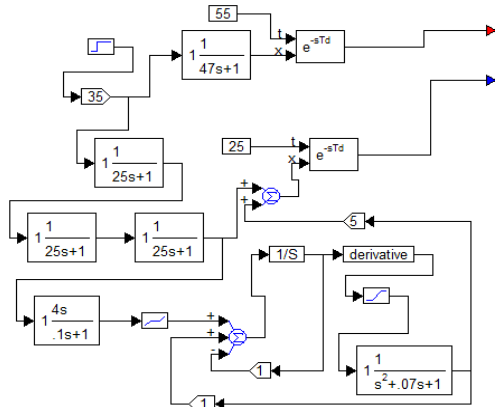 55
t
1 1
47s+1
x
e-sTd
35
1 1
25s+1
25
t
x
e-sTd
+
+
Σ
5
1 1
25s+1
1 1
25s+1
1/S
derivative
1 4s
.1s+1
+
+
-
Σ
1
1 1
s2+.07s+1
1